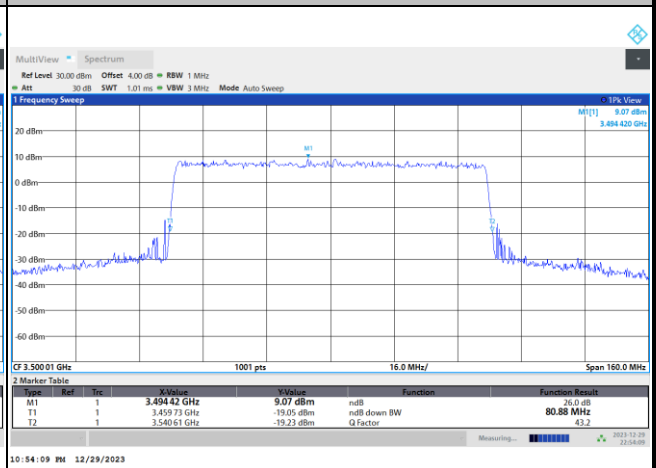 MultiView Spectrum
Ref Level 30.00 dBm Offset 4.00 dB RBW 1 MHz
Att 30 dB SWT 1.01 ms VBW 3 MHz Mode Auto Sweep
1 Frequency Sweep 1Pk View
M1[1] 9.07 dBm
3.494 420 GHz
M1
20 dBm
10 dBm
0 dBm
-10 dBm
T1 T2
-20 dBm
-30 dBm
-40 dBm
-50 dBm
-60 dBm
CF 3.500 01 GHz 1001 pts 16.0 MHz/ Span 160.0 MHz
2 Marker Table
Type Ref Trc X-Value Y-Value Function Function Result
M1 1 3.494 42 GHz 9.07 dBm ndB 26.0 dB
T1 1 3.459 73 GHz -19.05 dBm ndB down BW 80.88 MHz
T2 1 3.540 61 GHz -19.23 dBm Q Factor 43.2
Measuring... 2023-12-29
22:54:09
10:54:09 PM 12/29/2023